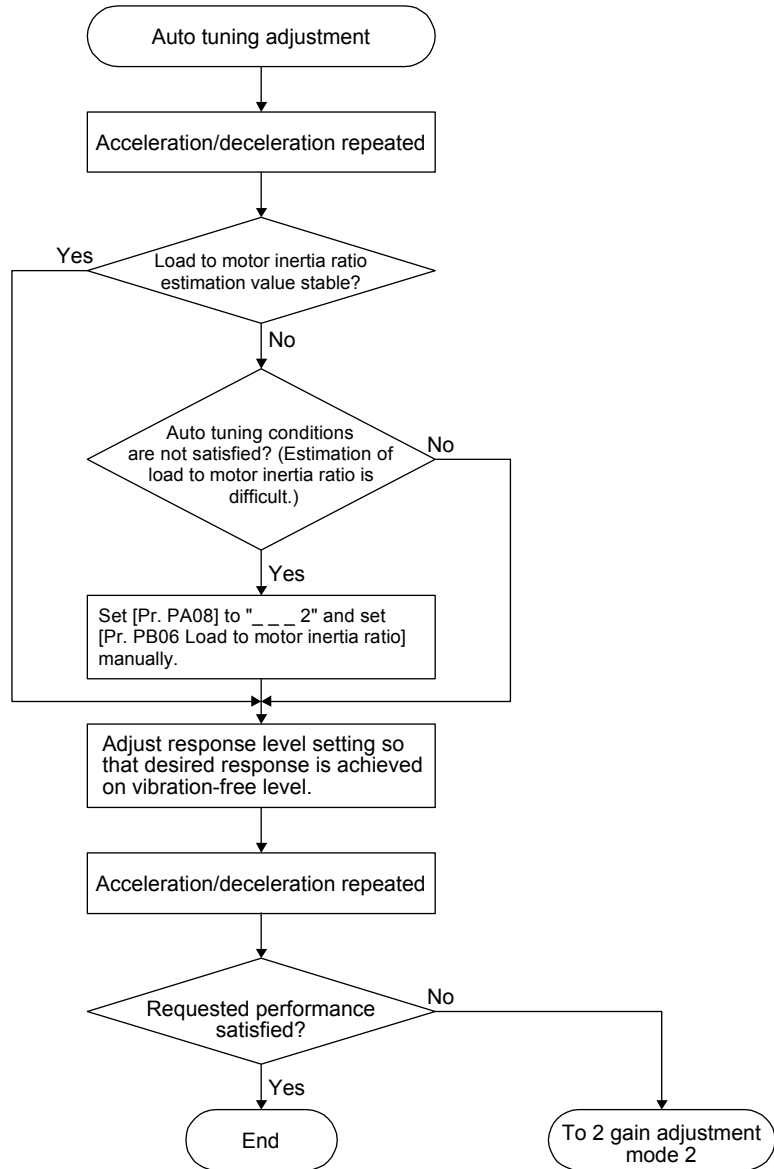 Auto tuning adjustment
Acceleration/deceleration repeated
Yes
Load to motor inertia ratio
estimation value stable?
No
Auto tuning conditions
are not satisfied? (Estimation of
load to motor inertia ratio is
difficult.)
No
Yes
Set [Pr. PA08] to "_ _ _ 2" and set
[Pr. PB06 Load to motor inertia ratio]
manually.
Adjust response level setting so
that desired response is achieved
on vibration-free level.
Acceleration/deceleration repeated
Requested performance
satisfied?
No
Yes
End
To 2 gain adjustment
mode 2